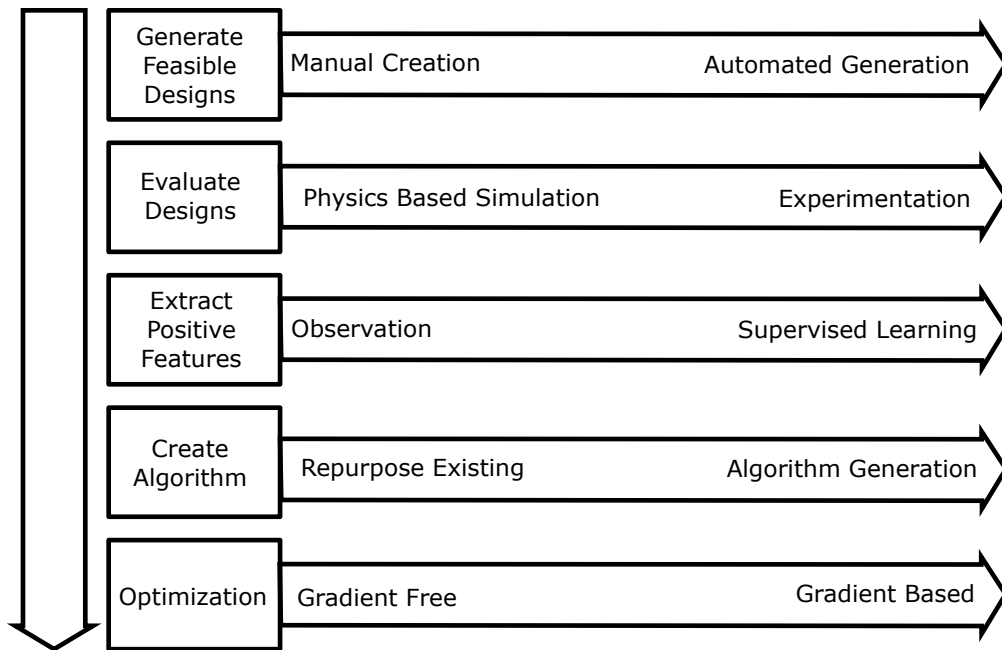 Generate
Feasible
Designs
Manual Creation
Automated Generation
Evaluate
Designs
Physics Based Simulation
Experimentation
Extract
Positive
Features
Observation
Supervised Learning
Create
Algorithm
Repurpose Existing
Algorithm Generation
Optimization
Gradient Free
Gradient Based